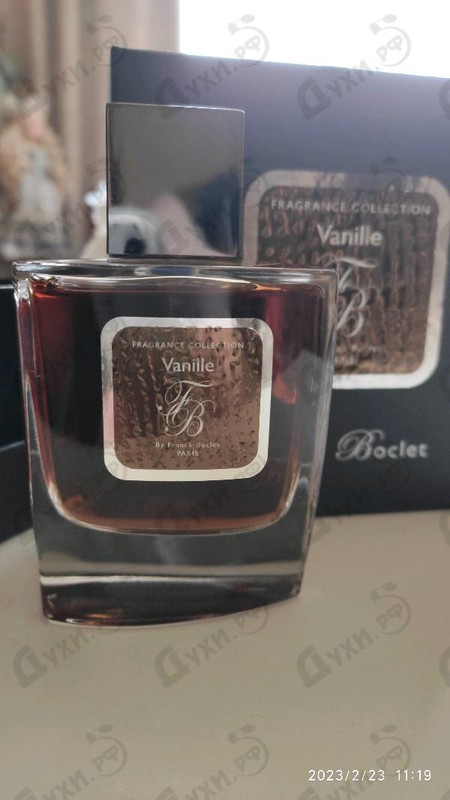 FRAGRANCE COLLECTION
Vanille
FB
Boclet
FRAGRANCE COLLECTION
Vanille
FB
By Franck Boclet
PARIS
Духи.рф
2023/2/23 11:19